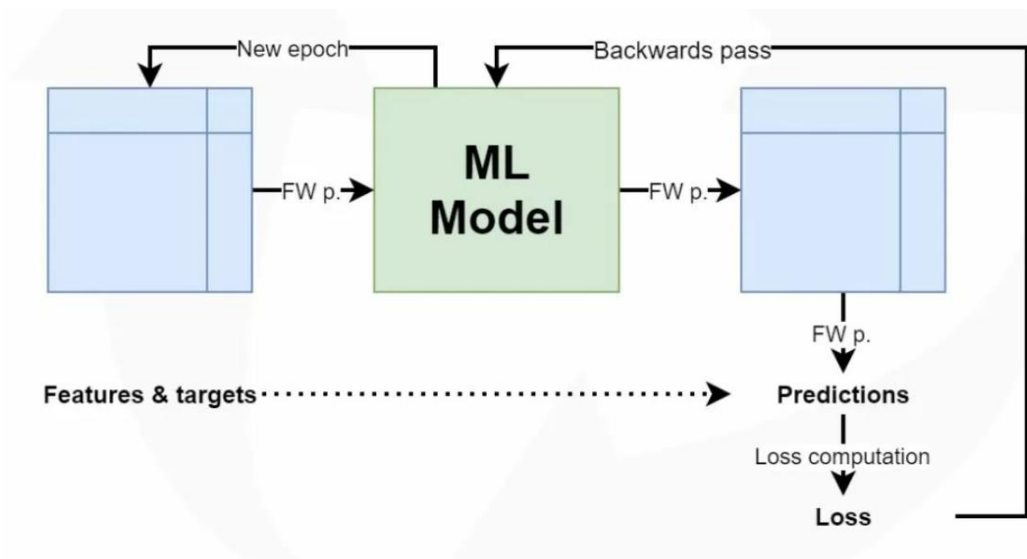 New epoch
Backwards pass
ML
Model
FW p.
FW p.
FW p.
Features & targets
Predictions
Loss computation
Loss